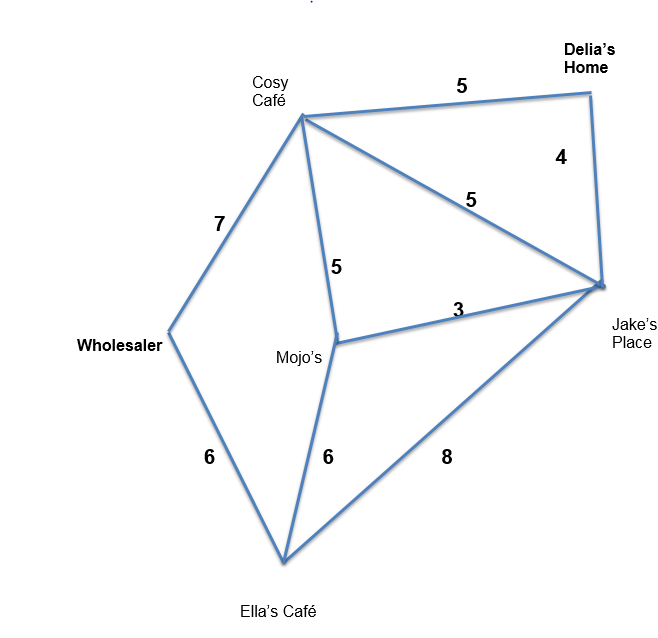 Delia's
Home
Cosy
Café
5
4
5
7
5
3
Jake's
Place
Wholesaler
Mojo's
6
6
8
Ella's Café